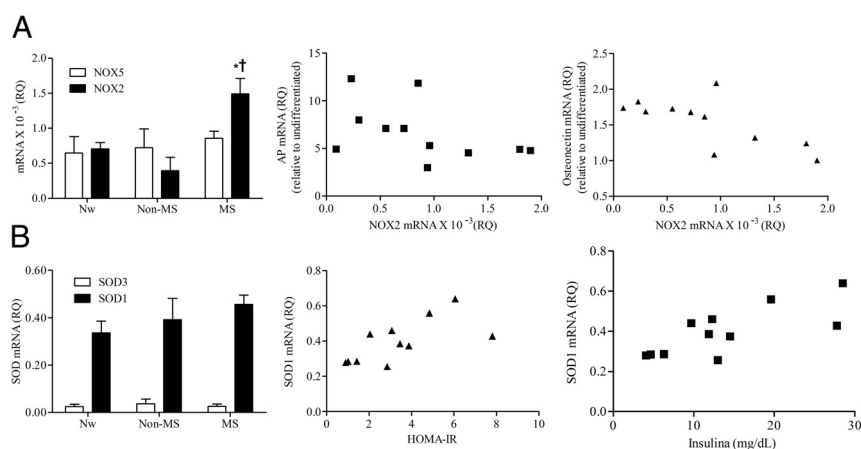 A
mRNA X 10⁻³ (RQ)
2.0
1.5
1.0
0.5
0.0
NOX5
NOX2
*†
Nw
Non-MS
MS
AP mRNA (RQ)
(relative to undifferentiated)
15
10
5
0
0.0
0.5
1.0
1.5
2.0
NOX2 mRNA X 10⁻³(RQ)
Osteonectin mRNA (RQ)
(relative to undifferentiated)
2.5
2.0
1.5
1.0
0.5
0.0
0.5
1.0
1.5
2.0
NOX2 mRNA X 10⁻³(RQ)
B
SOD mRNA (RQ)
0.60
0.40
0.20
0.00
SOD3
SOD1
Nw
Non-MS
MS
SOD1 mRNA (RQ)
0.8
0.6
0.4
0.2
0.0
0
2
4
6
8
10
HOMA-IR
SOD1 mRNA (RQ)
0.8
0.6
0.4
0.2
0.0
0
10
20
30
Insulina (mg/dL)